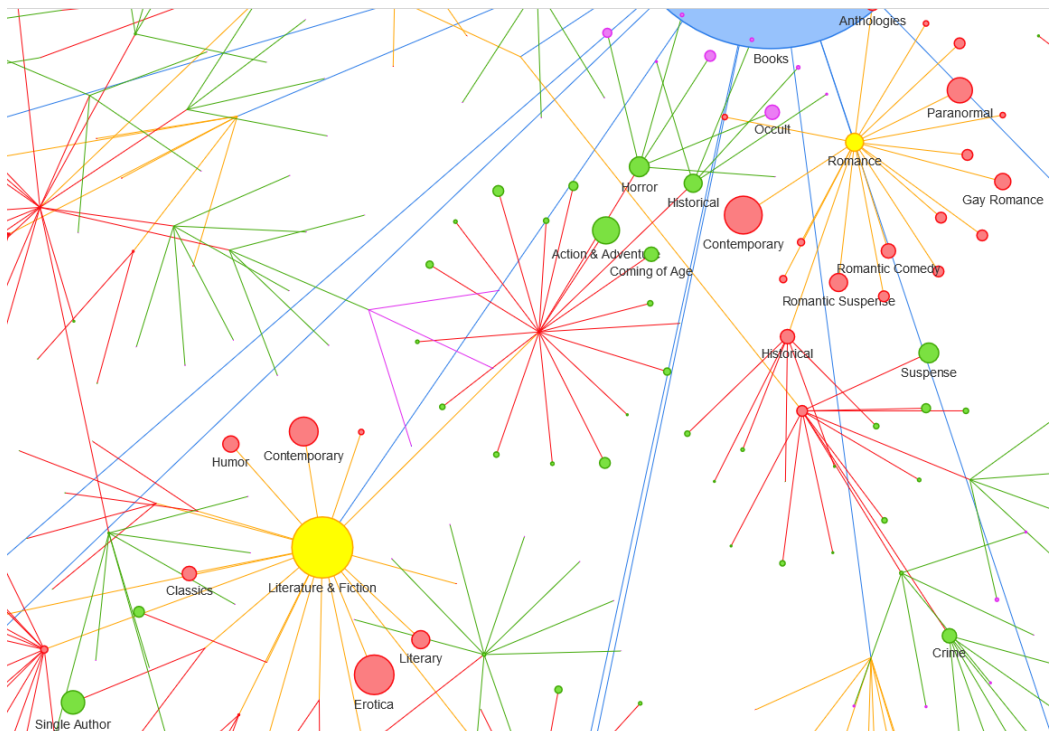 Anthologies
Books
Paranormal
Occult
Romance
Horror
Historical
Gay Romance
Contemporary
Action & Adventure
Coming of Age
Romantic Comedy
Romantic Suspense
Historical
Suspense
Humor
Contemporary
Classics
Literature & Fiction
Literary
Crime
Erotica
Single Author